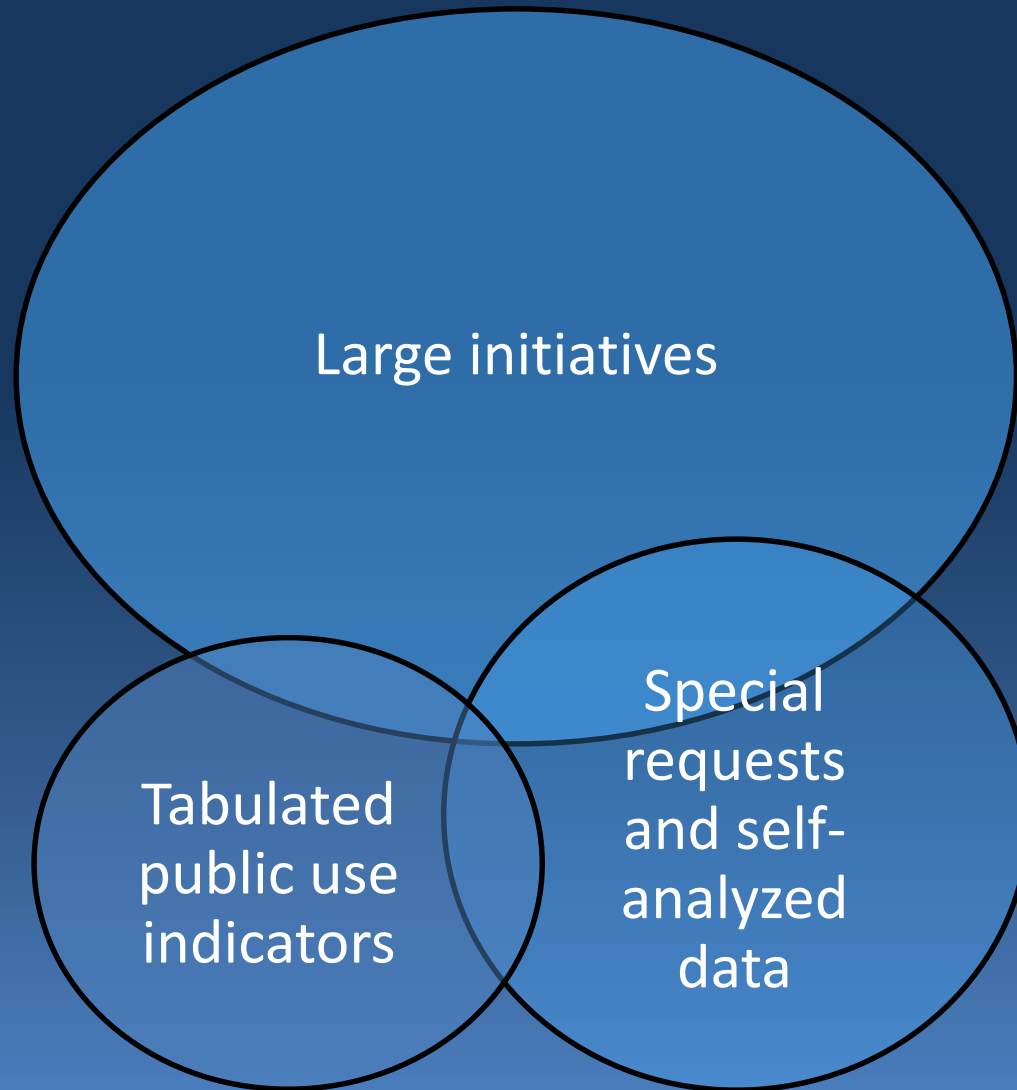 Large initiatives
Tabulated
public use
indicators
Special
requests
and self-
analyzed
data